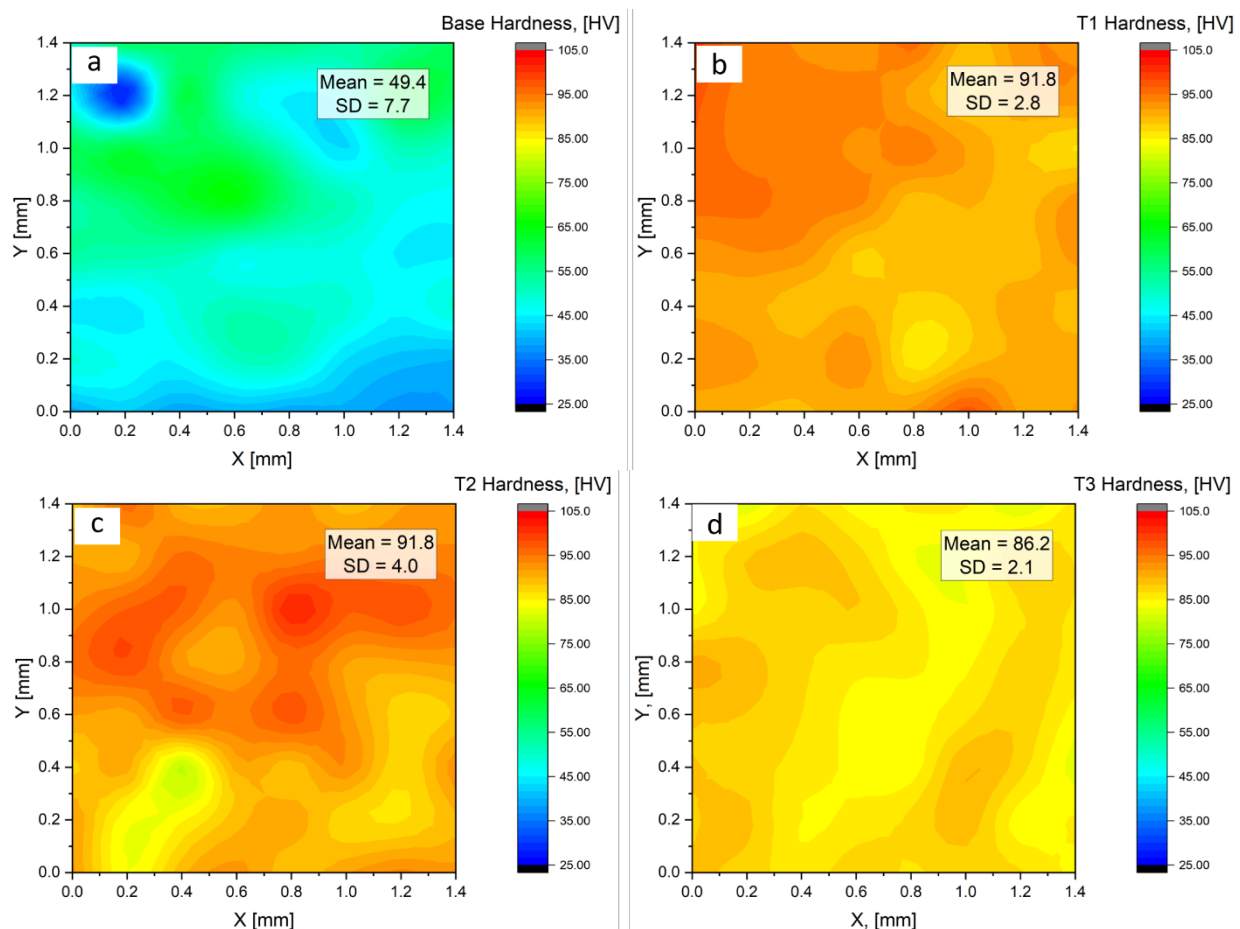 Base Hardness, [HV]
a
Mean = 49.4
SD = 7.7
1.4
1.2
1.0
0.8
0.6
0.4
0.2
0.0
Y [mm]
0.0 0.2 0.4 0.6 0.8 1.0 1.2 1.4
X [mm]
105.0
95.00
85.00
75.00
65.00
55.00
45.00
35.00
25.00
T1 Hardness, [HV]
b
Mean = 91.8
SD = 2.8
1.4
1.2
1.0
0.8
0.6
0.4
0.2
0.0
Y [mm]
0.0 0.2 0.4 0.6 0.8 1.0 1.2 1.4
X [mm]
105.0
95.00
85.00
75.00
65.00
55.00
45.00
35.00
25.00
T2 Hardness, [HV]
c
Mean = 91.8
SD = 4.0
1.4
1.2
1.0
0.8
0.6
0.4
0.2
0.0
Y [mm]
0.0 0.2 0.4 0.6 0.8 1.0 1.2 1.4
X [mm]
105.0
95.00
85.00
75.00
65.00
55.00
45.00
35.00
25.00
T3 Hardness, [HV]
d
Mean = 86.2
SD = 2.1
1.4
1.2
1.0
0.8
0.6
0.4
0.2
0.0
Y, [mm]
0.0 0.2 0.4 0.6 0.8 1.0 1.2 1.4
X, [mm]
105.0
95.00
85.00
75.00
65.00
55.00
45.00
35.00
25.00